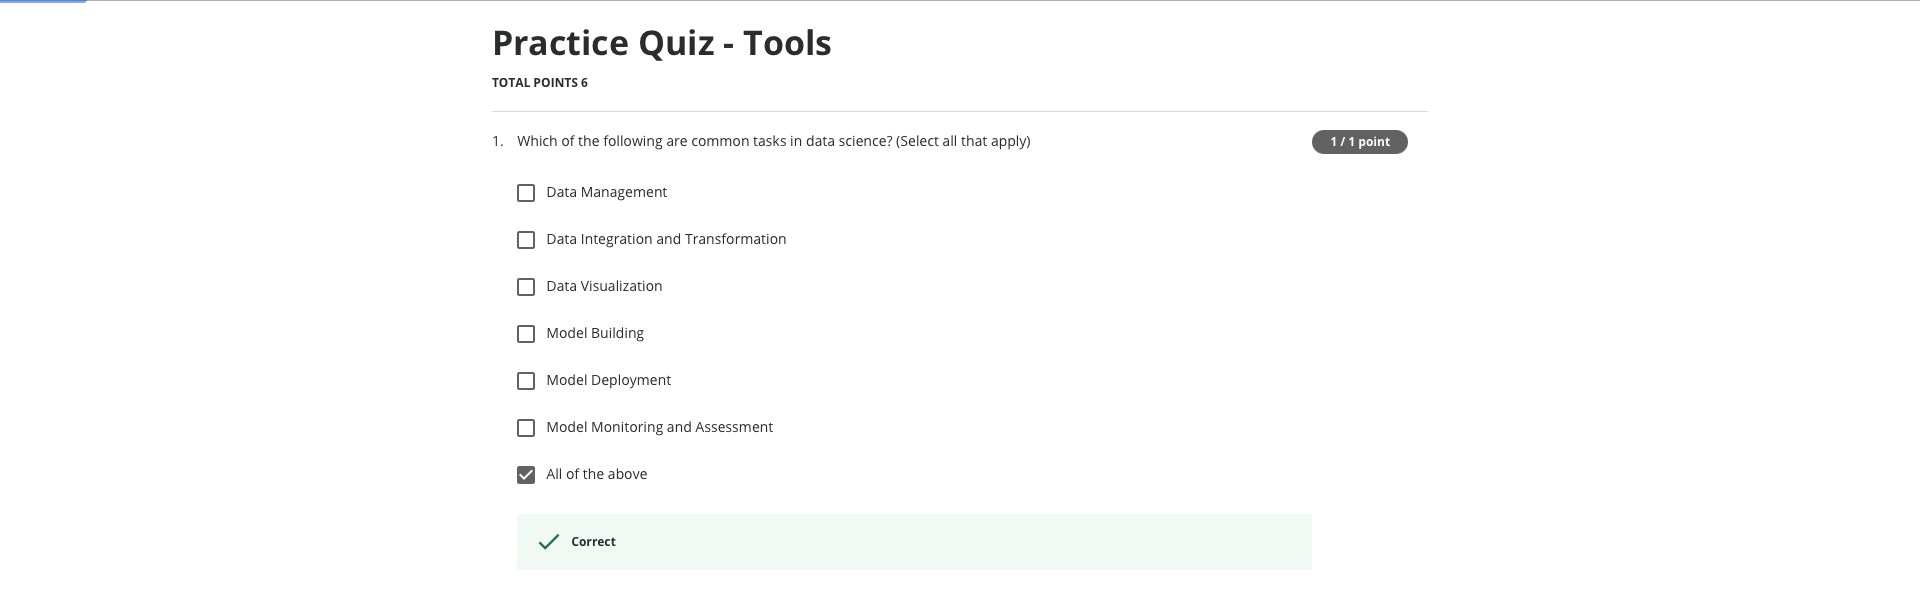 Practice Quiz - Tools
TOTAL POINTS 6
1. Which of the following are common tasks in data science? (Select all that apply)
1 / 1 point
Data Management
Data Integration and Transformation
Data Visualization
Model Building
Model Deployment
Model Monitoring and Assessment
All of the above
Correct